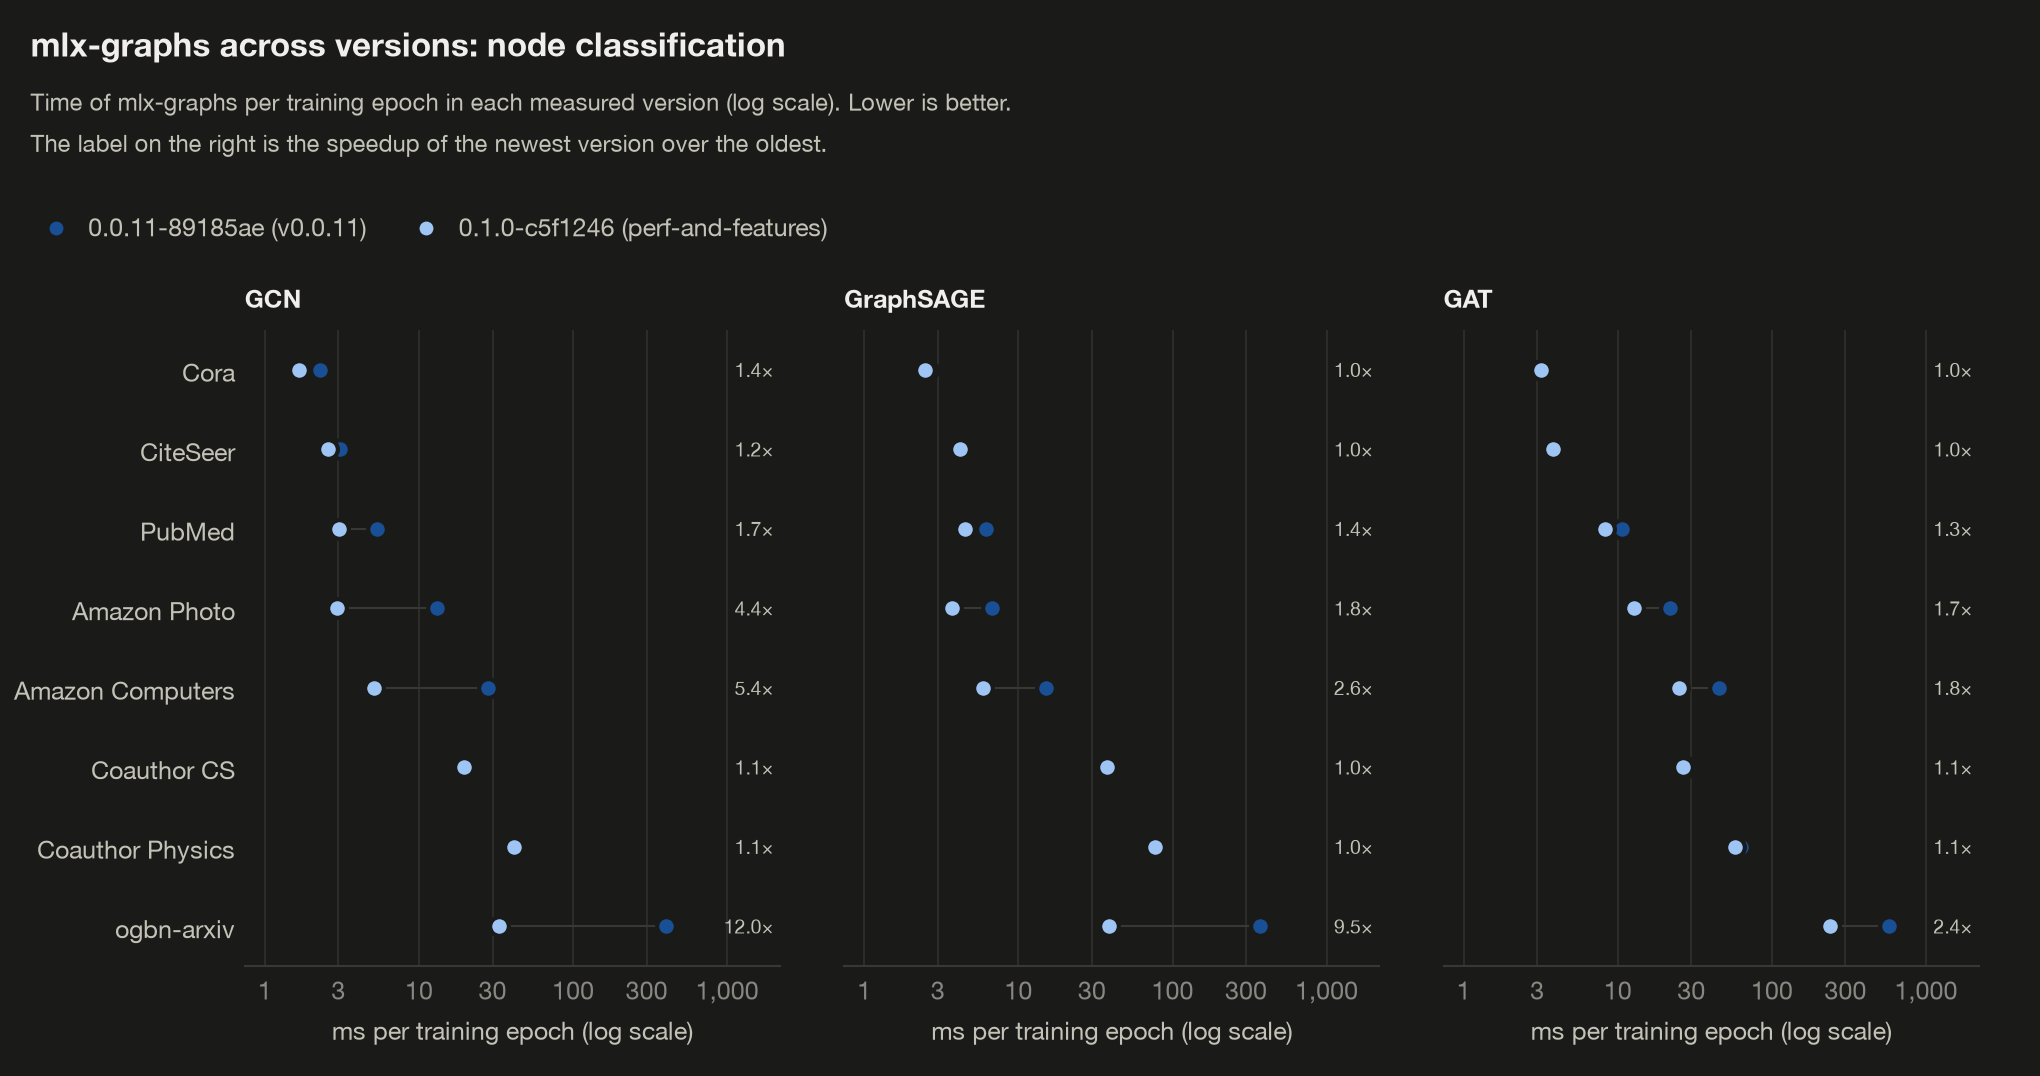 mlx-graphs across versions: node classification
Time of mlx-graphs per training epoch in each measured version (log scale). Lower is better.
The label on the right is the speedup of the newest version over the oldest.
0.0.11-89185ae (v0.0.11) 0.1.0-c5f1246 (perf-and-features)
GCN GraphSAGE GAT
Cora 1.4× 1.0× 1.0×
CiteSeer 1.2× 1.0× 1.0×
PubMed 1.7× 1.4× 1.3×
Amazon Photo 4.4× 1.8× 1.7×
Amazon Computers 5.4× 2.6× 1.8×
Coauthor CS 1.1× 1.0× 1.1×
Coauthor Physics 1.1× 1.0× 1.1×
ogbn-arxiv 12.0× 9.5× 2.4×
1 3 10 30 100 300 1,000 1 3 10 30 100 300 1,000 1 3 10 30 100 300 1,000
ms per training epoch (log scale) ms per training epoch (log scale) ms per training epoch (log scale)